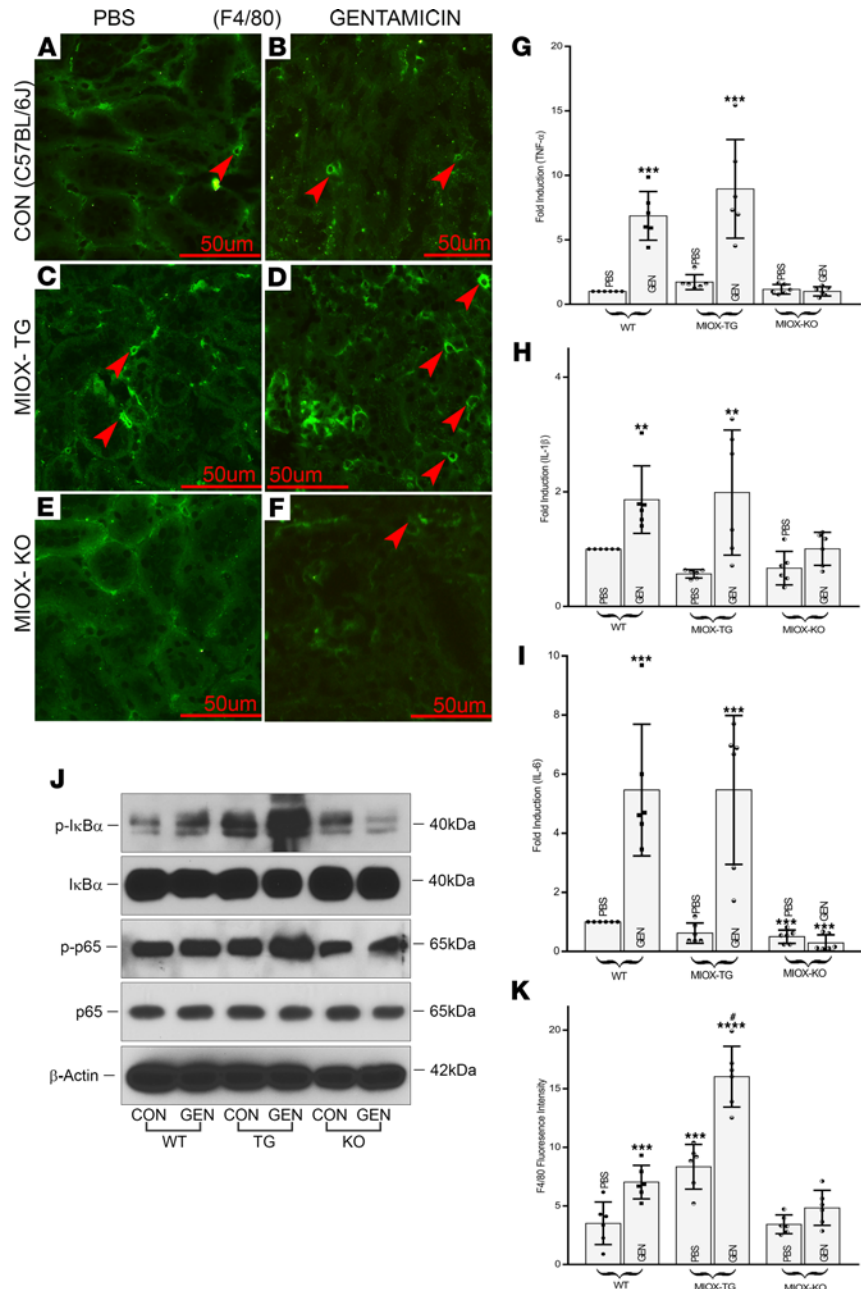 PBS (F4/80) GENTAMICIN
CON (C57BL/6J)
A
50um
B
50um
MIOX- TG
C
50um
D
50um
MIOX- KO
E
50um
F
50um
J
p-IκBα
40kDa
IκBα
40kDa
p-p65
65kDa
p65
65kDa
β-Actin
42kDa
CON GEN CON GEN CON GEN
WT TG KO
G
Fold Induction (TNF-α)
20
15
10
5
0
PBS
***
GEN
PBS
***
GEN
PBS
GEN
WT MIOX-TG MIOX-KO
H
Fold Induction (IL-1β)
4
2
0
PBS
**
GEN
PBS
**
GEN
PBS
GEN
WT MIOX-TG MIOX-KO
I
Fold Induction (IL-6)
10
8
6
4
2
0
PBS
***
GEN
PBS
***
GEN
PBS
***
GEN
***
WT MIOX-TG MIOX-KO
K
F4/80 Fluoresence Intensity
20
15
10
5
0
PBS
***
GEN
***
PBS
#
****
GEN
PBS
GEN
WT MIOX-TG MIOX-KO